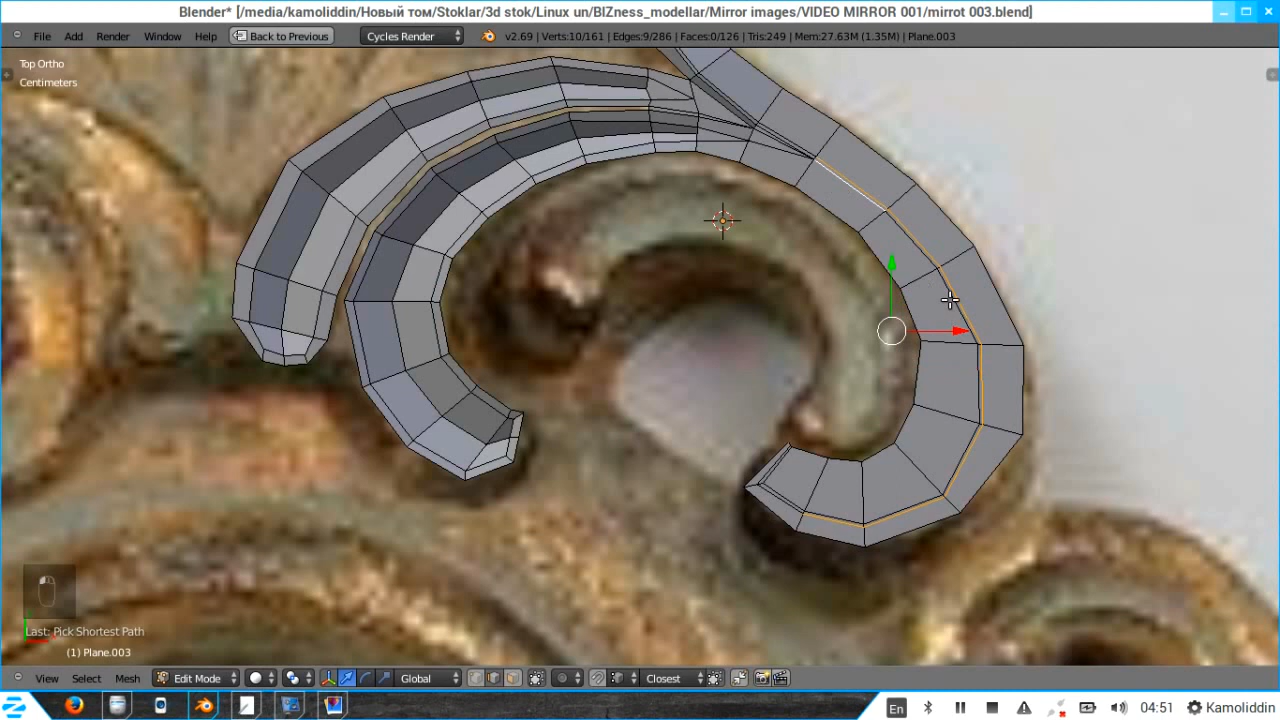 Blender* [/media/kamoliddin/Новый том/Stoklar/3d stok/Linux un/BIZness_modellar/Mirror images/VIDEO MIRROR 001/mirrot 003.blend]
File Add Render Window Help Back to Previous Cycles Render v2.69 | Verts:10/161 | Edges:9/286 | Faces:0/126 | Tris:249 | Mem:27.63M (1.35M) | Plane.003
Top Ortho
Centimeters
Last: Pick Shortest Path
(1) Plane.003
View Select Mesh Edit Mode Global Closest
En 04:51 Kamoliddin